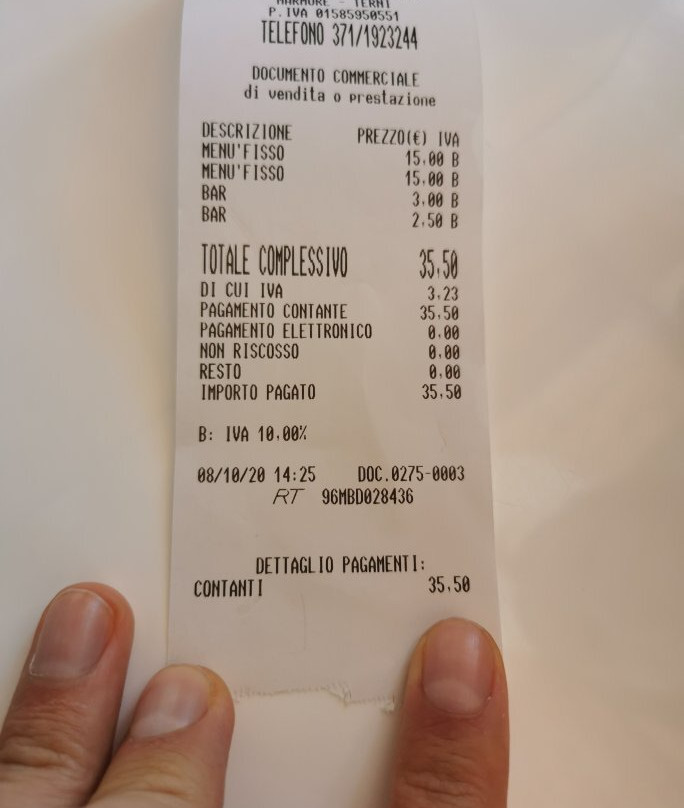 MARMORE - TERNI
P.IVA 01585950551
TELEFONO 371/1923244
DOCUMENTO COMMERCIALE
di vendita o prestazione
DESCRIZIONE PREZZO(€) IVA
MENU'FISSO 15,00 B
MENU'FISSO 15,00 B
BAR 3,00 B
BAR 2,50 B
TOTALE COMPLESSIVO 35,50
DI CUI IVA 3,23
PAGAMENTO CONTANTE 35,50
PAGAMENTO ELETTRONICO 0,00
NON RISCOSSO 0,00
RESTO 0,00
IMPORTO PAGATO 35,50
B: IVA 10,00%
08/10/20 14:25 DOC.0275-0003
RT 96MBD028436
DETTAGLIO PAGAMENTI:
CONTANTI 35,50